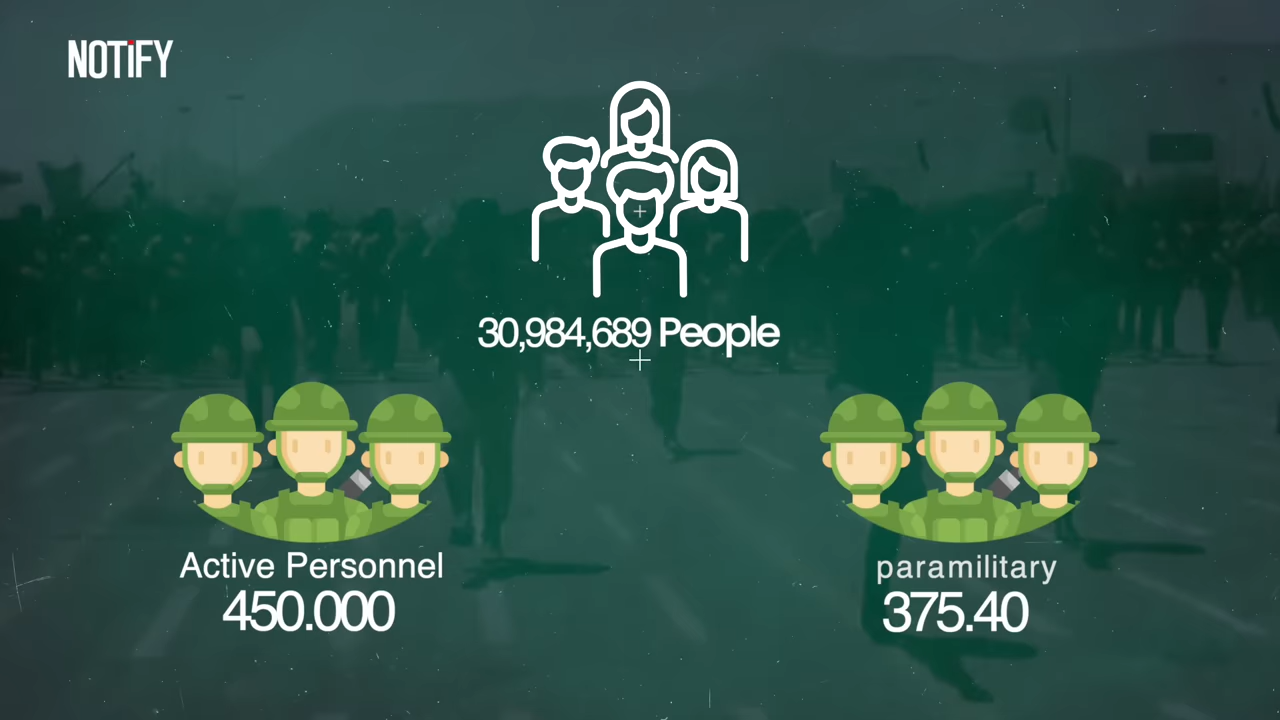 NOTiFY
30,984,689 People
Active Personnel
450.000
paramilitary
375.40